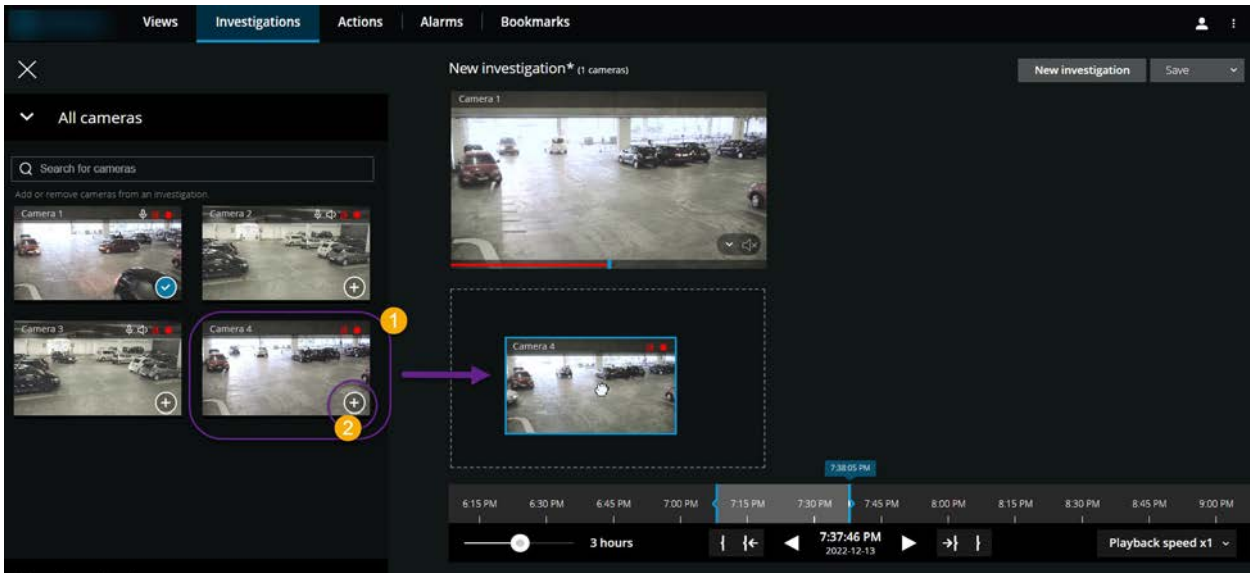 Views Investigations Actions Alarms Bookmarks
New investigation* (1 cameras)
New investigation Save
All cameras
Search for cameras
Add or remove cameras from an investigation.
Camera 1
Camera 2
Camera 3
Camera 4
1
2
Camera 1
Camera 4
7:38:05 PM
6:15 PM 6:30 PM 6:45 PM 7:00 PM 7:15 PM 7:30 PM 7:45 PM 8:00 PM 8:15 PM 8:30 PM 8:45 PM 9:00 PM
3 hours
7:37:46 PM
2022-12-13
Playback speed x1